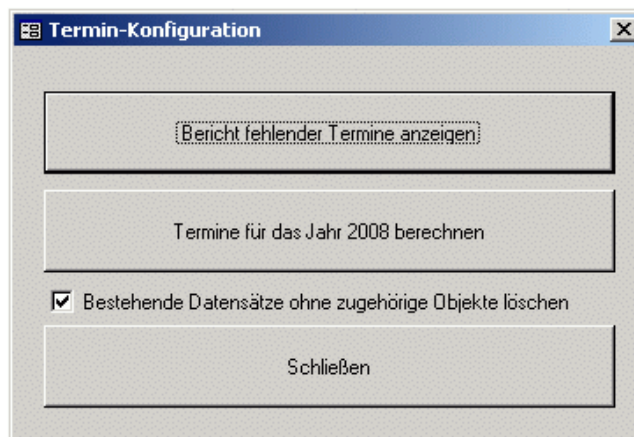 Termin-Konfiguration
Bericht fehlender Termine anzeigen
Termine für das Jahr 2008 berechnen
Bestehende Datensätze ohne zugehörige Objekte löschen
Schließen